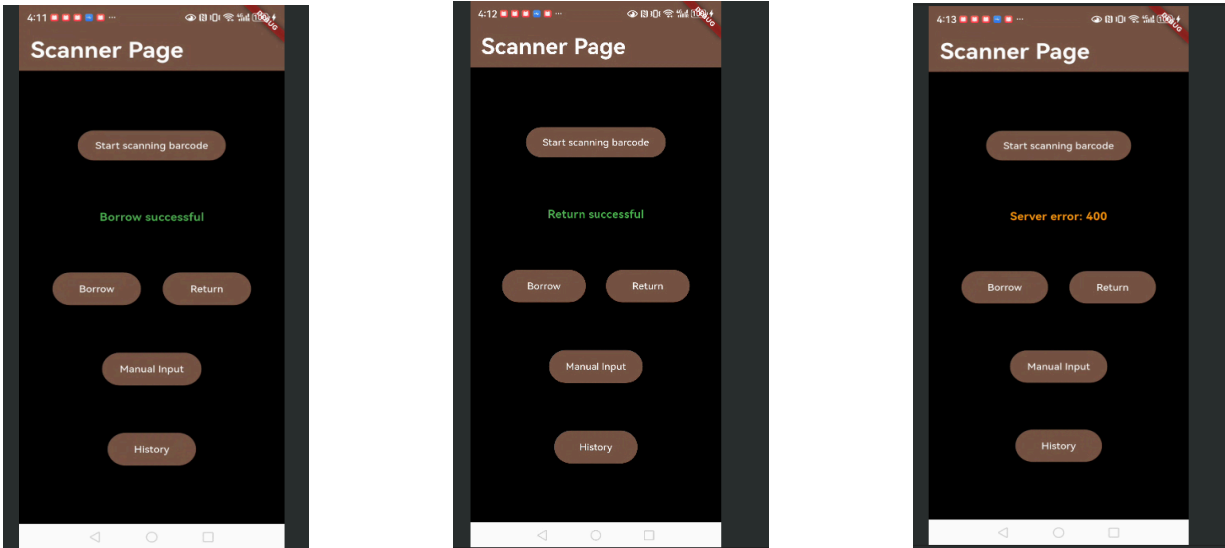 4:11
DEBUG
Scanner Page
Start scanning barcode
Borrow successful
Borrow
Return
Manual Input
History
4:12
DEBUG
Scanner Page
Start scanning barcode
Return successful
Borrow
Return
Manual Input
History
4:13
DEBUG
Scanner Page
Start scanning barcode
Server error: 400
Borrow
Return
Manual Input
History